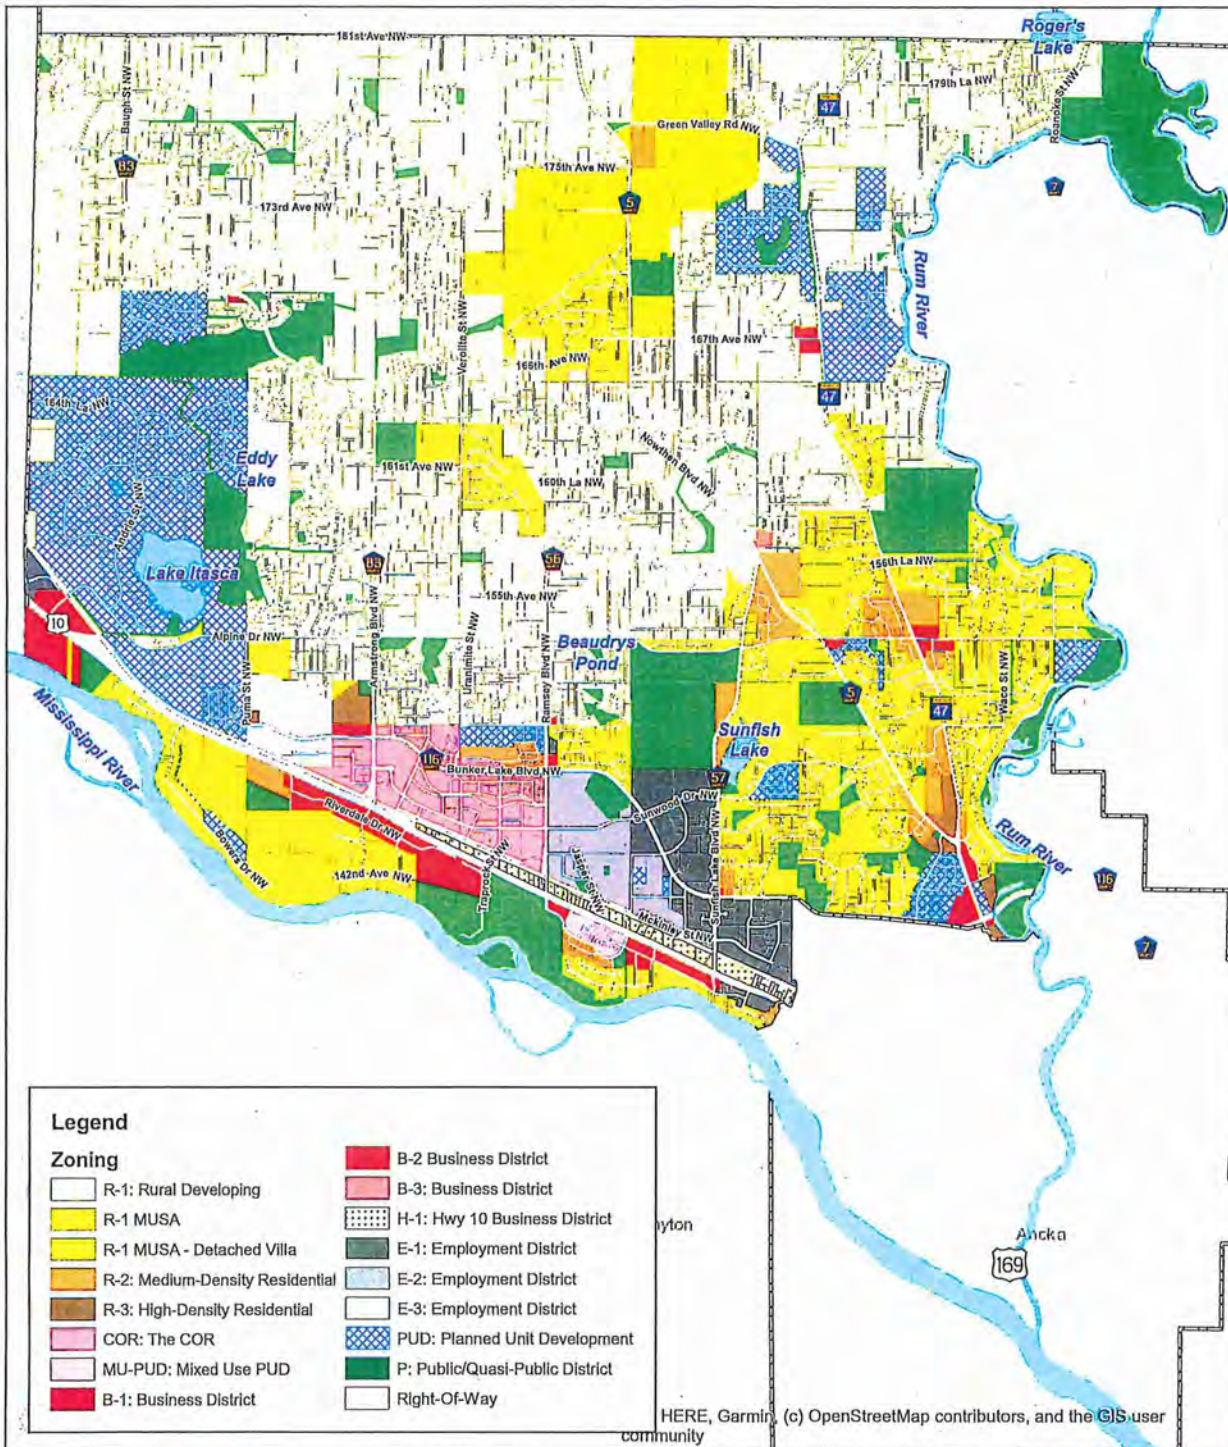 Roger's
Lake
181st Ave NW
179th La NW
47
Roanoke St NW
Baugh St NW
Green Valley Rd NW
83
175th Ave NW
7
5
173rd Ave NW
Rum River
Variolite St NW
167th Ave NW
166th Ave NW
47
164th La NW
Nowthen Blvd NW
Eddy
Lake
161st Ave NW
160th La NW
Andrie St NW
83
56
156th La NW
Lake Itasca
155th Ave NW
10
Alpine Dr NW
Armstrong Blvd NW
Uranimite St NW
Ramsey Blvd NW
Beaudrys
Pond
Waco St NW
Puma St NW
5
47
Mississippi River
Sunfish
Lake
116
Bunker Lake Blvd NW
57
Sunwood Dr NW
Riverdale Dr NW
Bowers Dr NW
142nd Ave NW
Traprock St NW
Jasper St NW
Sunfish Lake Blvd NW
Mckinley St NW
Rum River
116
7
Legend
Zoning
R-1: Rural Developing
R-1 MUSA
R-1 MUSA - Detached Villa
R-2: Medium-Density Residential
R-3: High-Density Residential
COR: The COR
MU-PUD: Mixed Use PUD
B-1: Business District
B-2 Business District
B-3: Business District
H-1: Hwy 10 Business District
E-1: Employment District
E-2: Employment District
E-3: Employment District
PUD: Planned Unit Development
P: Public/Quasi-Public District
Right-Of-Way
yton
Anoka
169
HERE, Garmin, (c) OpenStreetMap contributors, and the GIS user
community